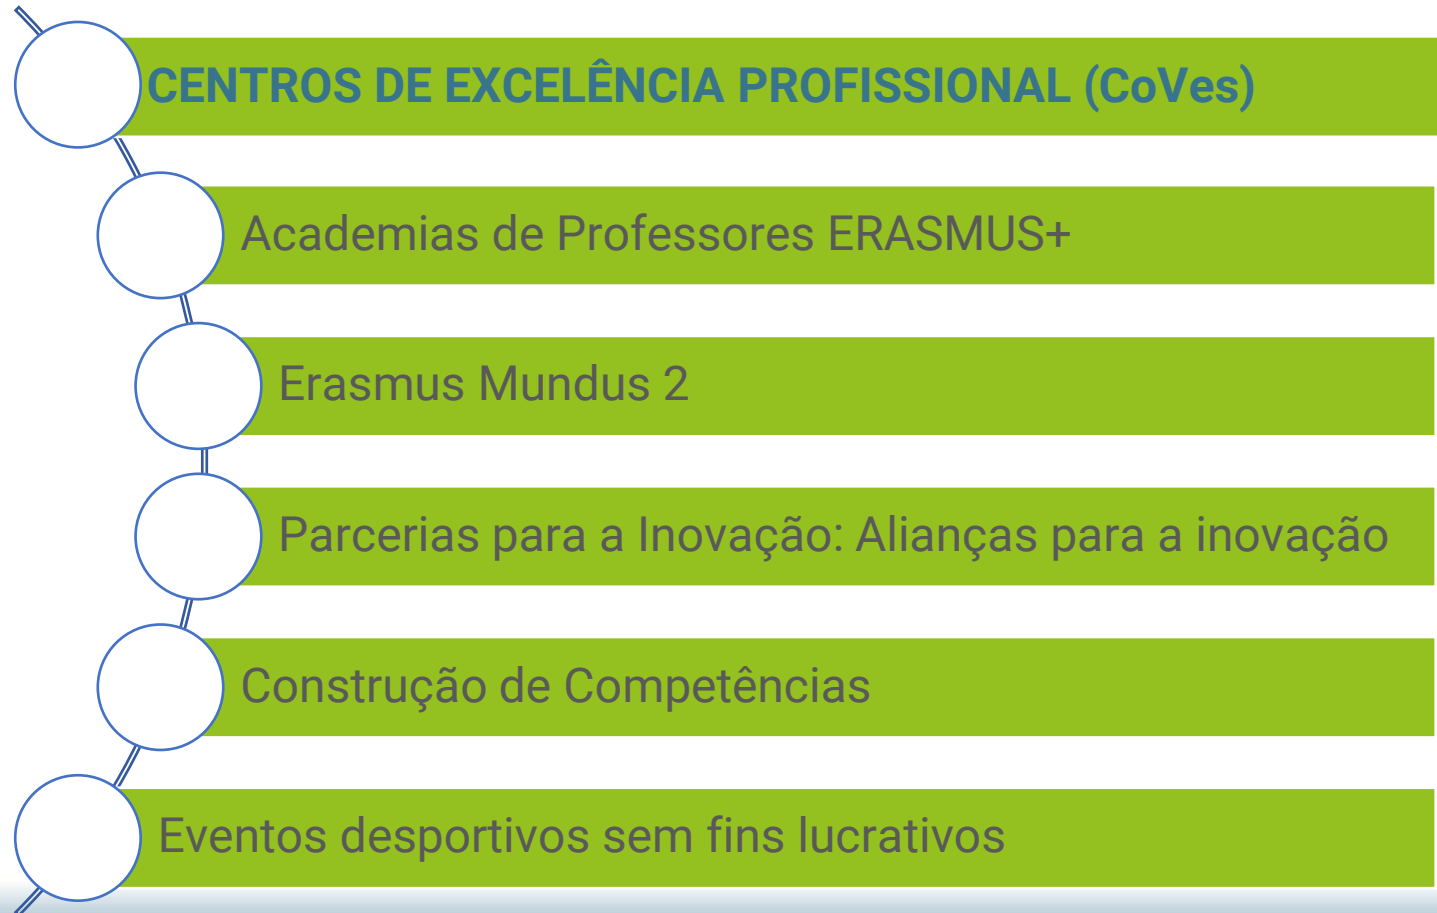 CENTROS DE EXCELÊNCIA PROFISSIONAL (CoVes)
Academias de Professores ERASMUS+
Erasmus Mundus 2
Parcerias para a Inovação: Alianças para a inovação
Construção de Competências
Eventos desportivos sem fins lucrativos